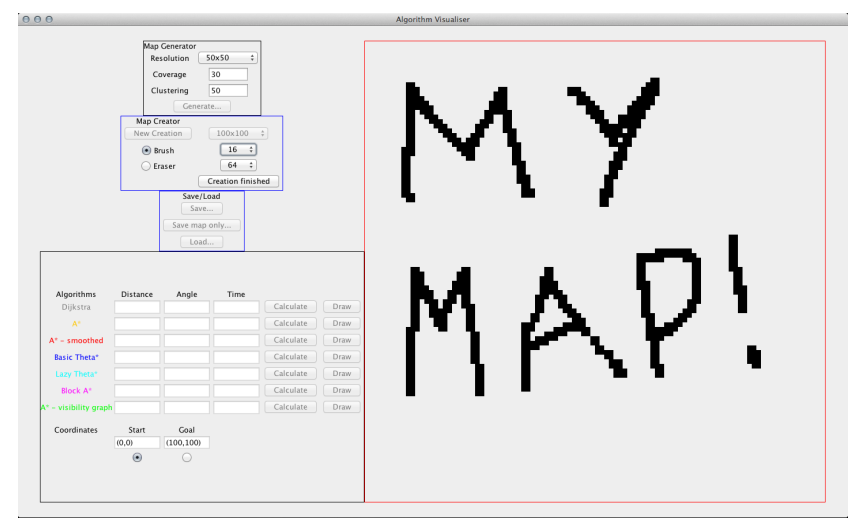 Algorithm Visualiser
Map Generator
Resolution 50x50
Coverage 30
Clustering 50
Generate...
Map Creator
New Creation 100x100
Brush 16
Eraser 64
Creation finished
Save/Load
Save...
Save map only...
Load...
Algorithms Distance Angle Time
Dijkstra Calculate Draw
A* Calculate Draw
A* - smoothed Calculate Draw
Basic Theta* Calculate Draw
Lazy Theta* Calculate Draw
Block A* Calculate Draw
A* - visibility graph Calculate Draw
Coordinates Start Goal
(0,0) (100,100)
MY
MAP!